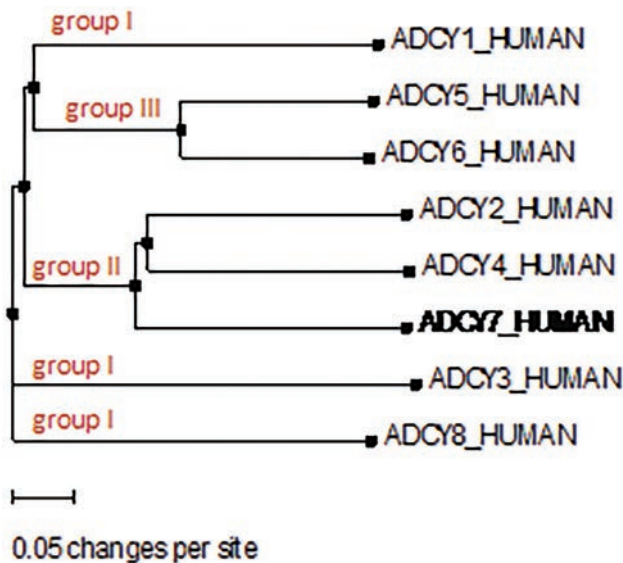 group I
ADCY1_HUMAN
ADCY5_HUMAN
group III
ADCY6_HUMAN
ADCY2_HUMAN
group II
ADCY4_HUMAN
ADCY7_HUMAN
group I
ADCY3_HUMAN
group I
ADCY8_HUMAN
0.05 changes per site